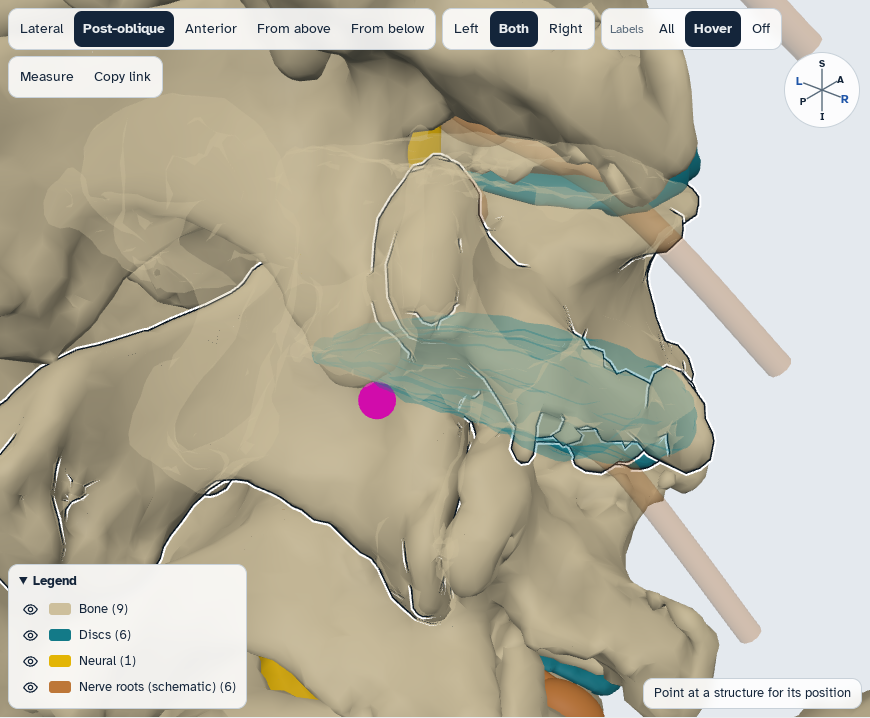 Lateral Post-oblique Anterior From above From below Left Both Right Labels All Hover Off
Measure Copy link
S
L A
P R
I
▼ Legend
Bone (9)
Discs (6)
Neural (1)
Nerve roots (schematic) (6)
Point at a structure for its position